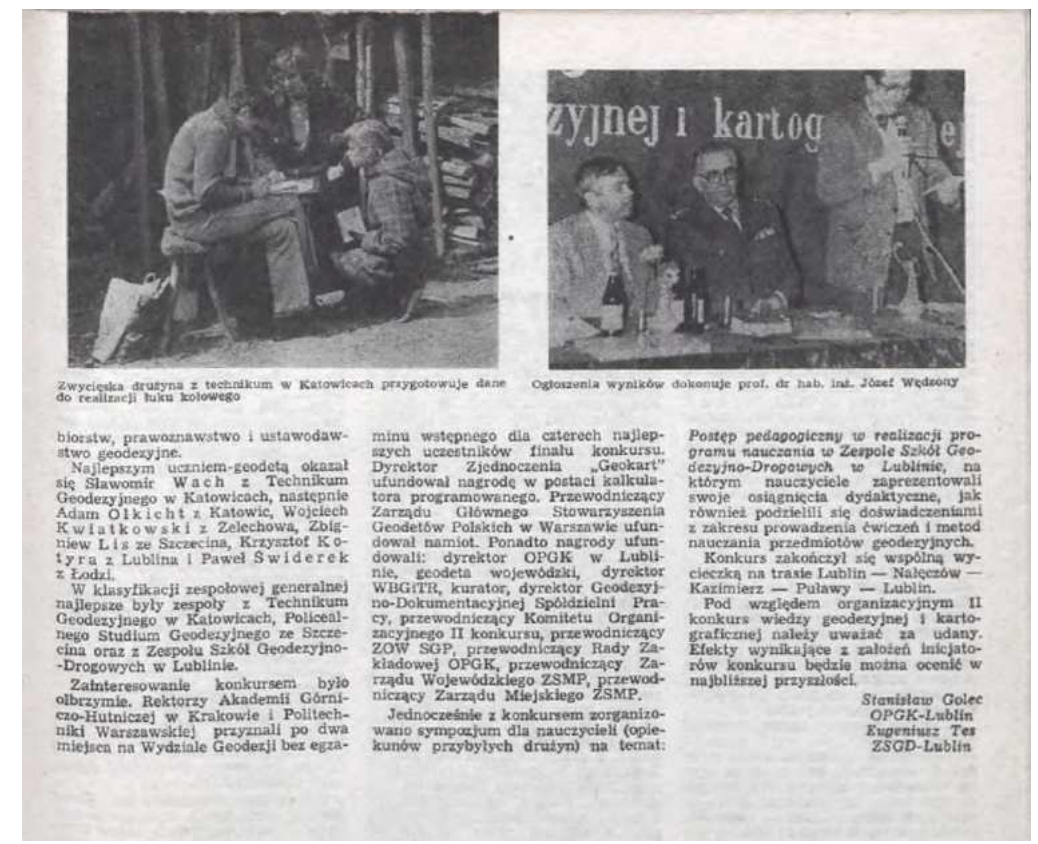 zyjnej i kartog
ej
Zwycięska drużyna z technikum w Katowicach przygotowuje dane
do realizacji łuku kołowego
Ogłoszenia wyników dokonuje prof. dr hab. inż. Józef Wędzony
biorstw, prawoznawstwo i ustawodaw-
stwo geodezyjne.
Najlepszym uczniem-geodetą okazał
się Sławomir Wach z Technikum
Geodezyjnego w Katowicach, następnie
Adam Olkicht z Katowic, Wojciech
Kwiatkowski z Żelechowa, Zbig-
niew Lis ze Szczecina, Krzysztof Ko-
tyra z Lublina i Paweł Świderek
z Łodzi.
W klasyfikacji zespołowej generalnej
najlepsze były zespoły z Technikum
Geodezyjnego w Katowicach, Policeal-
nego Studium Geodezyjnego ze Szcze-
cina oraz z Zespołu Szkół Geodezyjno-
-Drogowych w Lublinie.
Zainteresowanie konkursem było
olbrzymie. Rektorzy Akademii Górni-
czo-Hutniczej w Krakowie i Politech-
niki Warszawskiej przyznali po dwa
miejsca na Wydziale Geodezji bez egza-
minu wstępnego dla czterech najlep-
szych uczestników finału konkursu.
Dyrektor Zjednoczenia „Geokart”
ufundował nagrodę w postaci kalkula-
tora programowanego. Przewodniczący
Zarządu Głównego Stowarzyszenia
Geodetów Polskich w Warszawie ufun-
dował namiot. Ponadto nagrody ufun-
dowali: dyrektor OPGK w Lubli-
nie, geodeta wojewódzki, dyrektor
WBGiTR, kurator, dyrektor Geodezyj-
no-Dokumentacyjnej Spółdzielni Pra-
cy, przewodniczący Komitetu Organi-
zacyjnego II konkursu, przewodniczący
ZOW SGP, przewodniczący Rady Za-
kładowej OPGK, przewodniczący Za-
rządu Wojewódzkiego ZSMP, przewod-
niczący Zarządu Miejskiego ZSMP.
Jednocześnie z konkursem zorganizo-
wano sympozjum dla nauczycieli (opie-
kunów przybyłych drużyn) na temat:
Postęp pedagogiczny w realizacji pro-
gramu nauczania w Zespole Szkół Geo-
dezyjno-Drogowych w Lublinie, na
którym nauczyciele zaprezentowali
swoje osiągnięcia dydaktyczne, jak
również podzielili się doświadczeniami
z zakresu prowadzenia ćwiczeń i metod
nauczania przedmiotów geodezyjnych.
Konkurs zakończył się wspólną wy-
cieczką na trasie Lublin — Nałęczów —
Kazimierz — Puławy — Lublin.
Pod względem organizacyjnym II
konkurs wiedzy geodezyjnej i karto-
graficznej należy uważać za udany.
Efekty wynikające z założeń inicjato-
rów konkursu będzie można ocenić w
najbliższej przyszłości.
Stanisław Golec
OPGK-Lublin
Eugeniusz Tes
ZSGD-Lublin